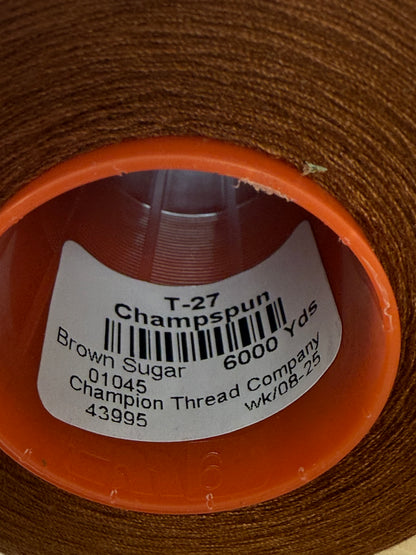 T-27
Champspun
Brown Sugar 6000 Yds
01045
Champion Thread Company
43995 wk/08-25